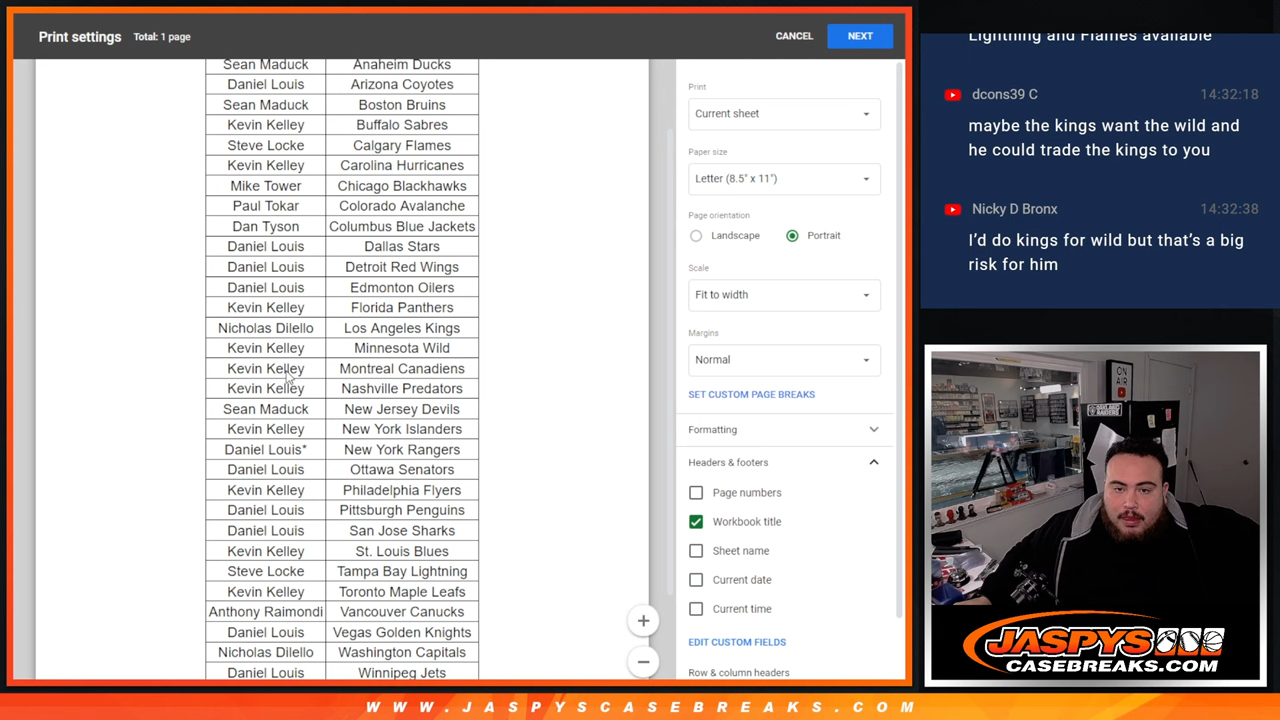 Print settings Total: 1 page CANCEL NEXT
Sean Maduck Anaheim Ducks
Daniel Louis Arizona Coyotes
Sean Maduck Boston Bruins
Kevin Kelley Buffalo Sabres
Steve Locke Calgary Flames
Kevin Kelley Carolina Hurricanes
Mike Tower Chicago Blackhawks
Paul Tokar Colorado Avalanche
Dan Tyson Columbus Blue Jackets
Daniel Louis Dallas Stars
Daniel Louis Detroit Red Wings
Daniel Louis Edmonton Oilers
Kevin Kelley Florida Panthers
Nicholas Dilello Los Angeles Kings
Kevin Kelley Minnesota Wild
Kevin Kelley Montreal Canadiens
Kevin Kelley Nashville Predators
Sean Maduck New Jersey Devils
Kevin Kelley New York Islanders
Daniel Louis* New York Rangers
Daniel Louis Ottawa Senators
Kevin Kelley Philadelphia Flyers
Daniel Louis Pittsburgh Penguins
Daniel Louis San Jose Sharks
Kevin Kelley St. Louis Blues
Steve Locke Tampa Bay Lightning
Kevin Kelley Toronto Maple Leafs
Anthony Raimondi Vancouver Canucks
Daniel Louis Vegas Golden Knights
Nicholas Dilello Washington Capitals
Daniel Louis Winnipeg Jets
Print
Current sheet
Paper size
Letter (8.5" x 11")
Page orientation
Landscape Portrait
Scale
Fit to width
Margins
Normal
SET CUSTOM PAGE BREAKS
Formatting
Headers & footers
Page numbers
Workbook title
Sheet name
Current date
Current time
EDIT CUSTOM FIELDS
Row & column headers
Lightning and Flames available
dcons39 C 14:32:18
maybe the kings want the wild and
he could trade the kings to you
Nicky D Bronx 14:32:38
I'd do kings for wild but that's a big
risk for him
ON
AIR
JASPYS
CASEBREAKS.COM
WWW.JASPYSCASEBREAKS.COM